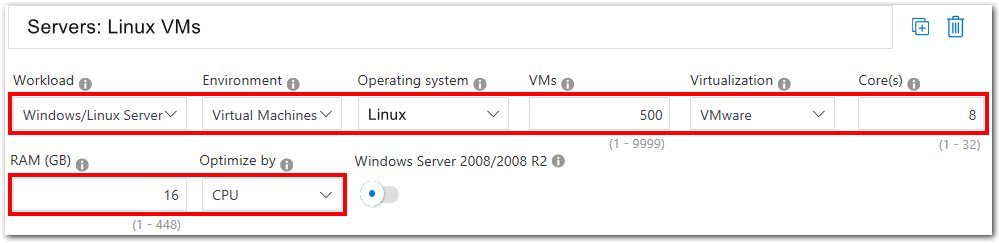 Servers: Linux VMs
Workload Environment Operating system VMs Virtualization Core(s)
Windows/Linux Server Virtual Machines Linux 500 VMware 8
(1 - 9999) (1 - 32)
RAM (GB) Optimize by Windows Server 2008/2008 R2
16 CPU
(1 - 448)